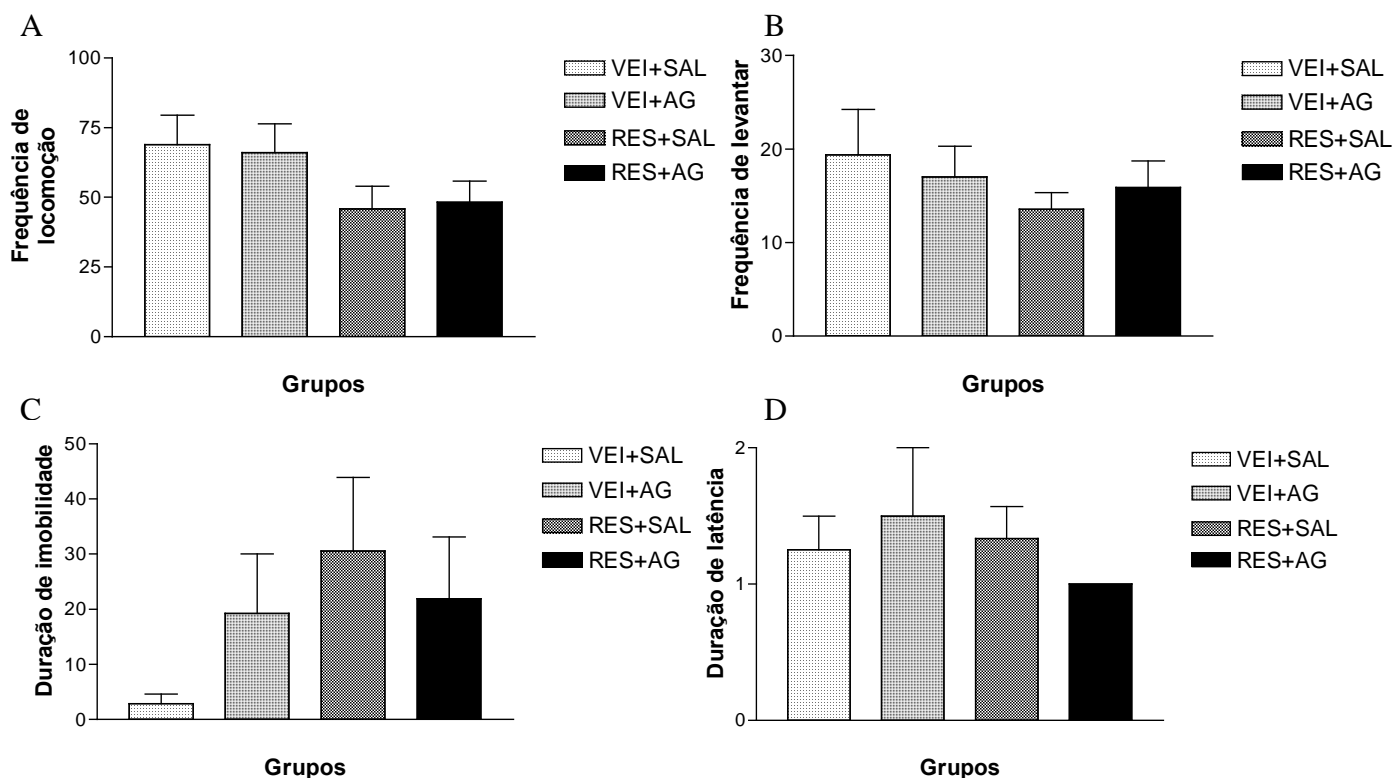 A
Frequência de
locomoção
100
75
50
25
0
Grupos
VEI+SAL
VEI+AG
RES+SAL
RES+AG
B
Frequência de levantar
30
20
10
0
Grupos
VEI+SAL
VEI+AG
RES+SAL
RES+AG
C
Duração de imobilidade
50
40
30
20
10
0
Grupos
VEI+SAL
VEI+AG
RES+SAL
RES+AG
D
Duração de latência
2
1
0
Grupos
VEI+SAL
VEI+AG
RES+SAL
RES+AG